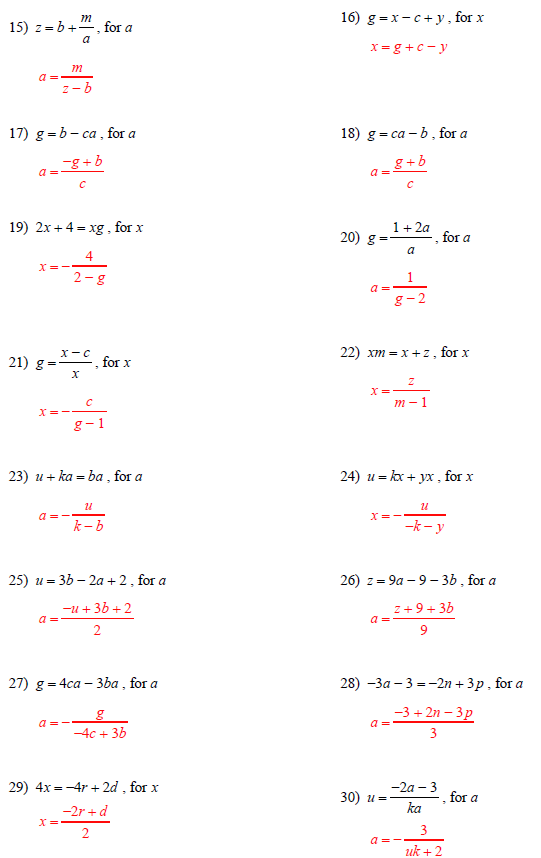 15) z = b + m/a , for a
a = m/(z − b)
16) g = x − c + y , for x
x = g + c − y
17) g = b − ca , for a
a = (−g + b)/c
18) g = ca − b , for a
a = (g + b)/c
19) 2x + 4 = xg , for x
x = − 4/(2 − g)
20) g = (1 + 2a)/a , for a
a = 1/(g − 2)
21) g = (x − c)/x , for x
x = − c/(g − 1)
22) xm = x + z , for x
x = z/(m − 1)
23) u + ka = ba , for a
a = − u/(k − b)
24) u = kx + yx , for x
x = − u/(−k − y)
25) u = 3b − 2a + 2 , for a
a = (−u + 3b + 2)/2
26) z = 9a − 9 − 3b , for a
a = (z + 9 + 3b)/9
27) g = 4ca − 3ba , for a
a = − g/(−4c + 3b)
28) −3a − 3 = −2n + 3p , for a
a = (−3 + 2n − 3p)/3
29) 4x = −4r + 2d , for x
x = (−2r + d)/2
30) u = (−2a − 3)/ka , for a
a = − 3/(uk + 2)